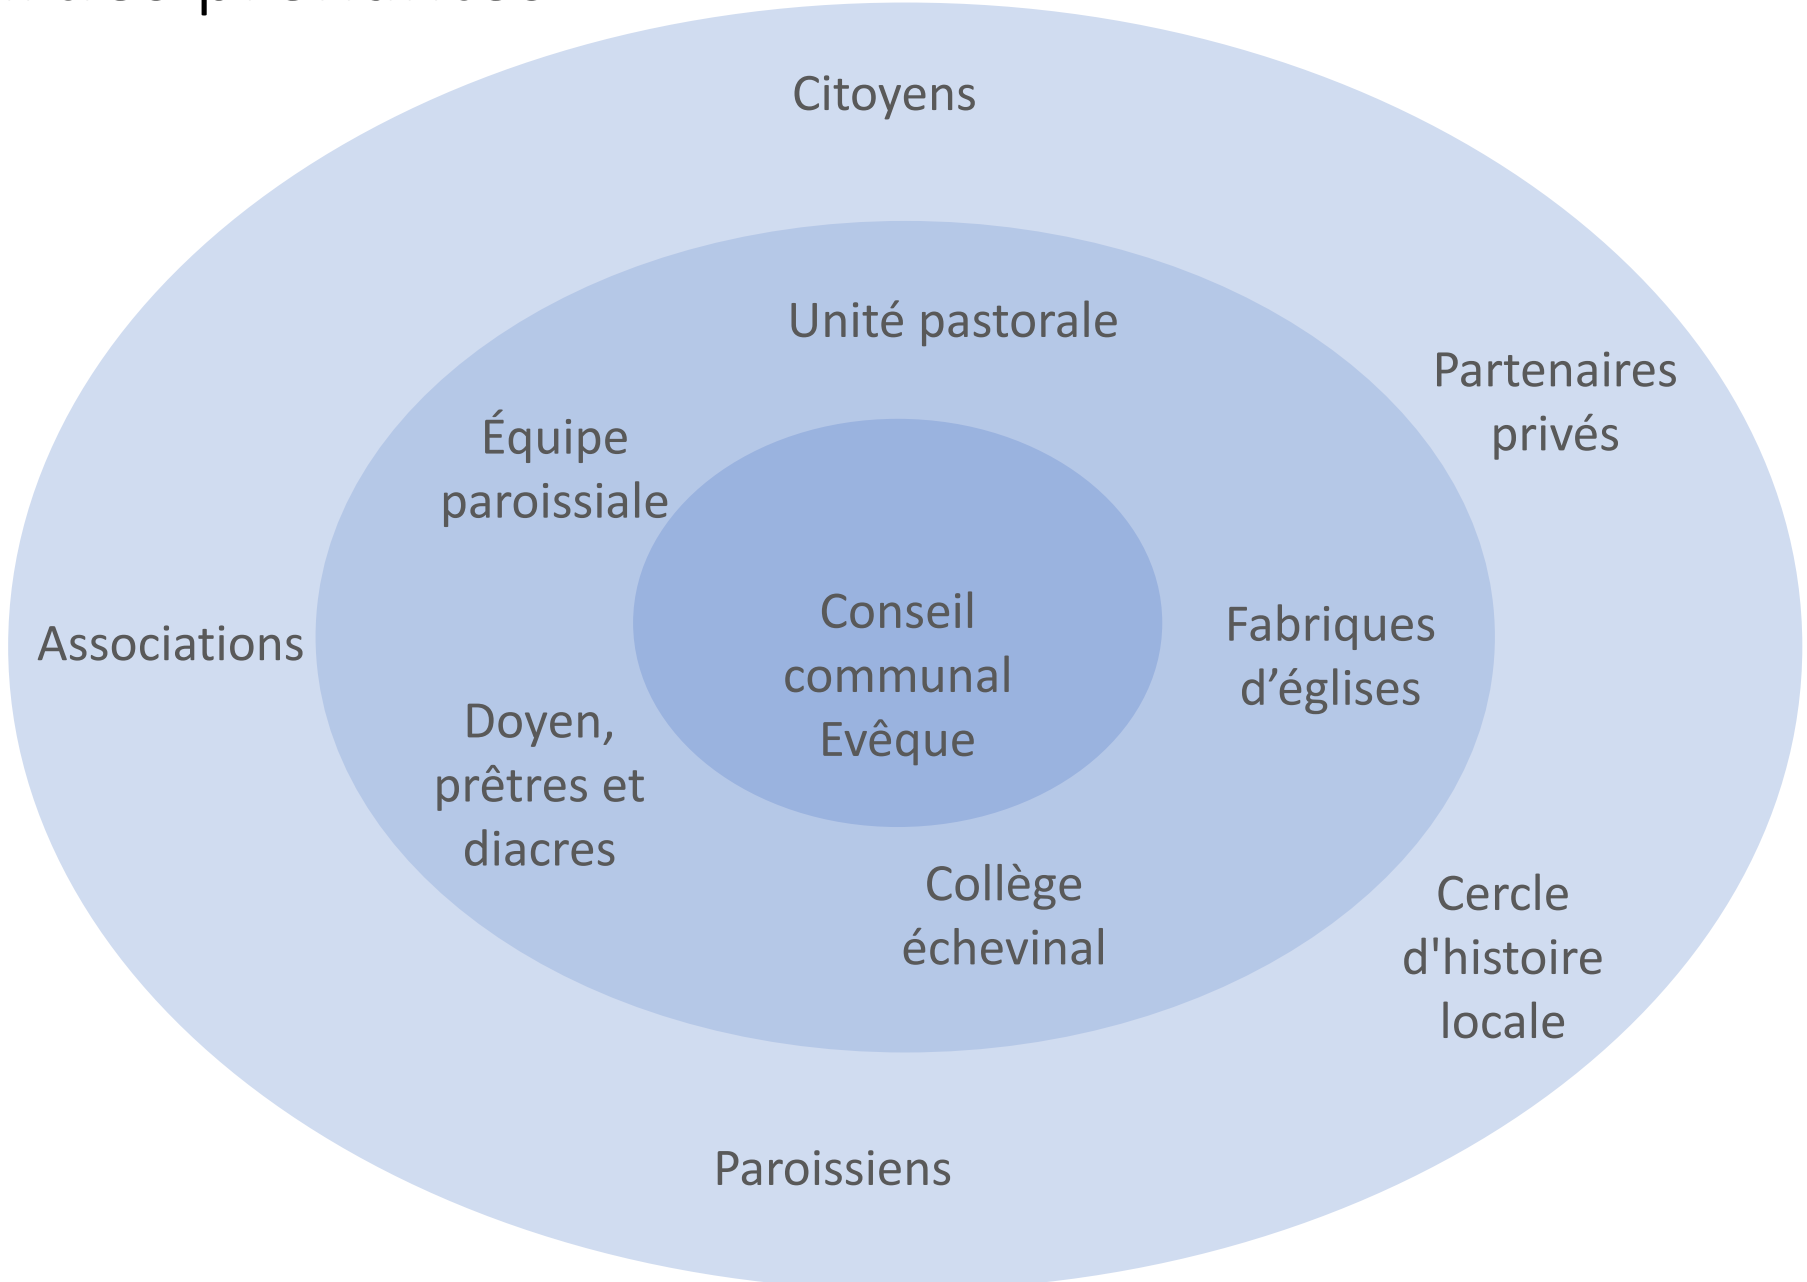 Citoyens
Unité pastorale
Partenaires
privés
Équipe
paroissiale
Conseil
communal
Evêque
Fabriques
d’églises
Associations
Doyen,
prêtres et
diacres
Collège
échevinal
Cercle
d'histoire
locale
Paroissiens